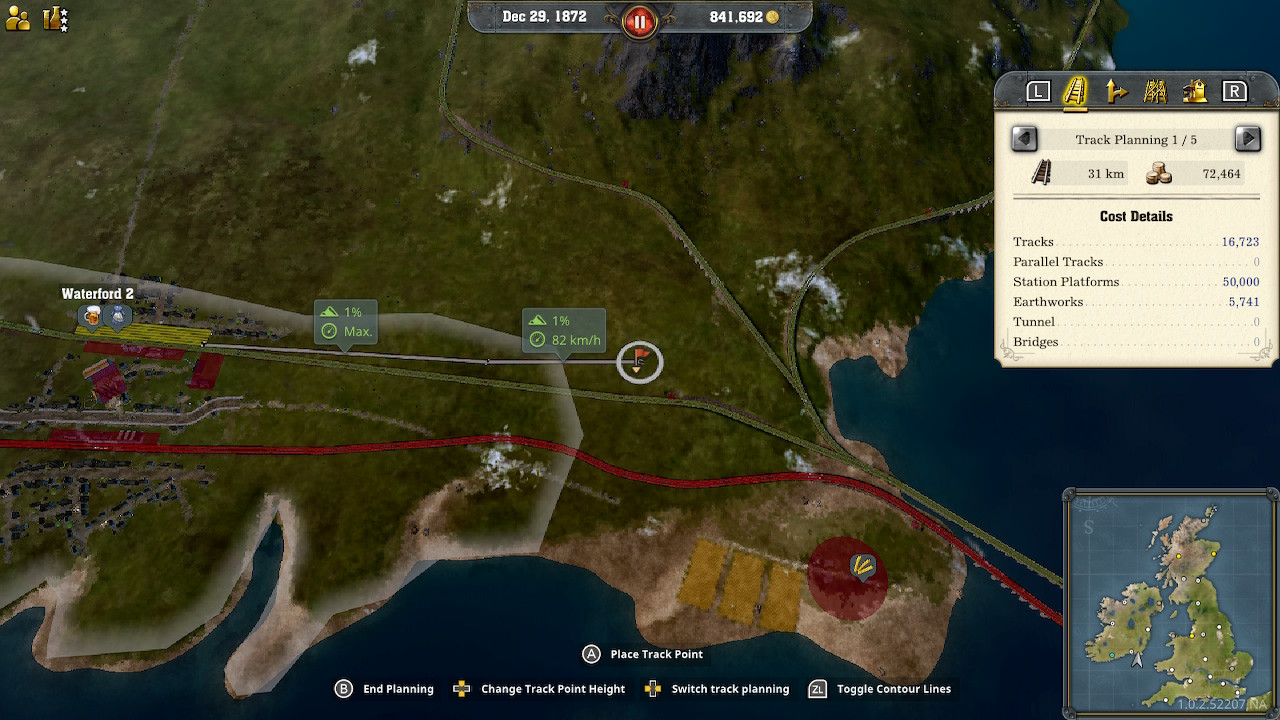 Dec 29, 1872
841,692
L
R
Track Planning 1 / 5
31 km
72,464
Cost Details
Tracks 16,723
Parallel Tracks 0
Station Platforms 50,000
Earthworks 5,741
Tunnel 0
Bridges 0
Waterford 2
1%
Max.
1%
82 km/h
S
A Place Track Point
B End Planning
Change Track Point Height
Switch track planning
ZL Toggle Contour Lines
1.0.2.52207,NA